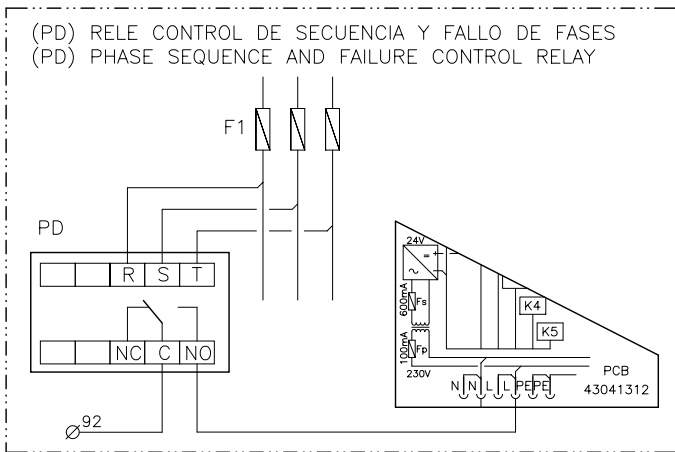 (PD) RELE CONTROL DE SECUENCIA Y FALLO DE FASES
(PD) PHASE SEQUENCE AND FAILURE CONTROL RELAY
F1
PD
R S T
NC C NO
92
24V
= + -
~
600mA
Fs
K4
K5
100mA
Fp
230V
PCB
43041312
N N L L PE PE